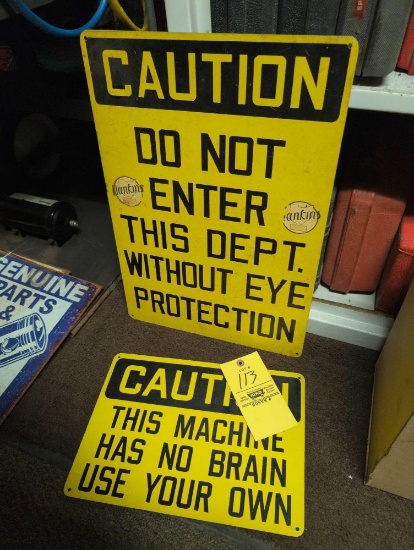 CAUTION
DO NOT
ENTER
THIS DEPT.
WITHOUT EYE
PROTECTION
GENUINE
PARTS
&
LOT #
113
THIS MACHINE
HAS NO BRAIN
USE YOUR OWN